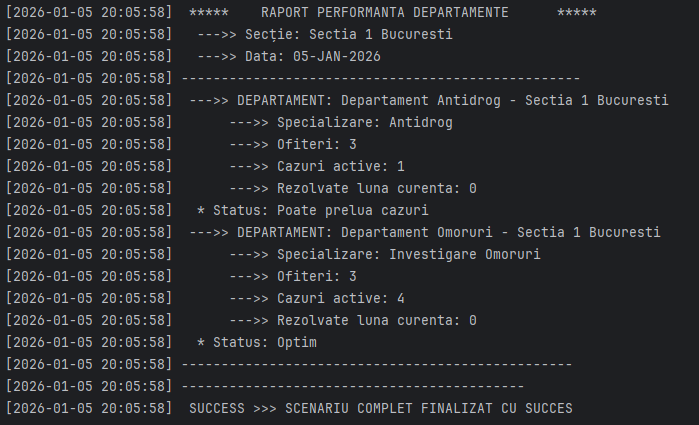 [2026-01-05 20:05:58]  *****    RAPORT PERFORMANTA DEPARTAMENTE      *****
[2026-01-05 20:05:58]   --->> Secție: Sectia 1 Bucuresti
[2026-01-05 20:05:58]   --->> Data: 05-JAN-2026
[2026-01-05 20:05:58] --------------------------------------------------
[2026-01-05 20:05:58]  --->> DEPARTAMENT: Departament Antidrog - Sectia 1 Bucuresti
[2026-01-05 20:05:58]       --->> Specializare: Antidrog
[2026-01-05 20:05:58]       --->> Ofiteri: 3
[2026-01-05 20:05:58]       --->> Cazuri active: 1
[2026-01-05 20:05:58]       --->> Rezolvate luna curenta: 0
[2026-01-05 20:05:58]   * Status: Poate prelua cazuri
[2026-01-05 20:05:58]  --->> DEPARTAMENT: Departament Omoruri - Sectia 1 Bucuresti
[2026-01-05 20:05:58]       --->> Specializare: Investigare Omoruri
[2026-01-05 20:05:58]       --->> Ofiteri: 3
[2026-01-05 20:05:58]       --->> Cazuri active: 4
[2026-01-05 20:05:58]       --->> Rezolvate luna curenta: 0
[2026-01-05 20:05:58]   * Status: Optim
[2026-01-05 20:05:58] -------------------------------------------------
[2026-01-05 20:05:58] -------------------------------------------
[2026-01-05 20:05:58]  SUCCESS >>> SCENARIU COMPLET FINALIZAT CU SUCCES